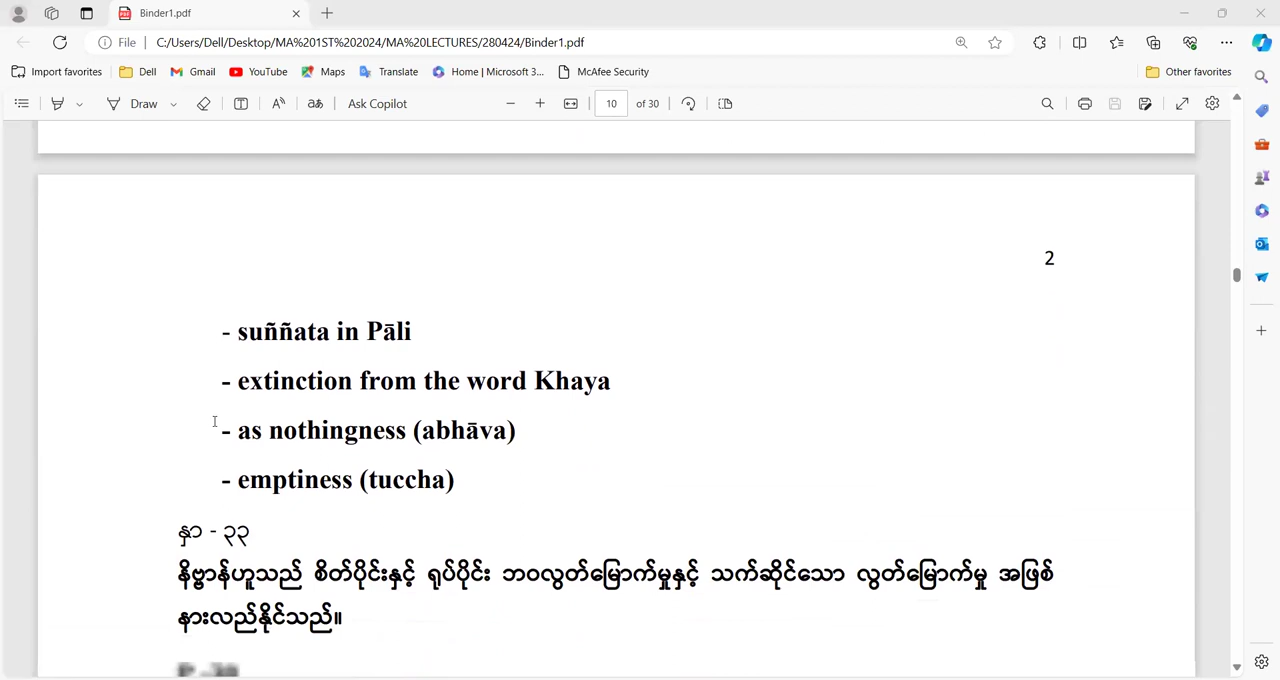 Binder1.pdf
File
C:/Users/Dell/Desktop/MA%201ST%202024/MA%20LECTURES/280424/Binder1.pdf
Import favorites Dell Gmail YouTube Maps Translate Home | Microsoft 3... McAfee Security Other favorites
Draw Ask Copilot 10 of 30
2
- suññata in Pāli
- extinction from the word Khaya
- as nothingness (abhāva)
- emptiness (tuccha)
နှာ - ၃၃
နိဗ္ဗာန်ဟူသည် စိတ်ပိုင်းနှင့် ရုပ်ပိုင်း ဘဝလွတ်မြောက်မှုနှင့် သက်ဆိုင်သော လွတ်မြောက်မှု အဖြစ်
နားလည်နိုင်သည်။